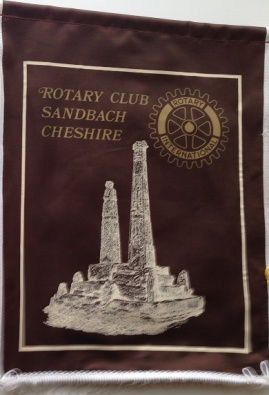 ROTARY CLUB
SANDBACH
CHESHIRE
ROTARY
INTERNATIONAL